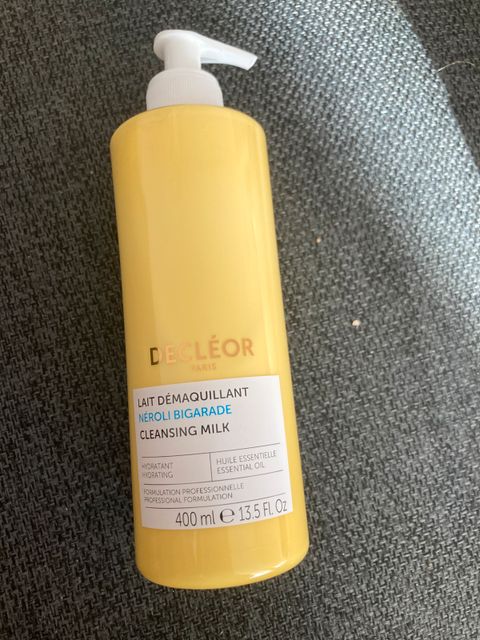 DECLÉOR
PARIS
LAIT DÉMAQUILLANT
NÉROLI BIGARADE
CLEANSING MILK
HYDRATANT
HYDRATING
HUILE ESSENTIELLE
ESSENTIAL OIL
FORMULATION PROFESSIONNELLE
PROFESSIONAL FORMULATION
400 ml ℮ 13.5 Fl. Oz